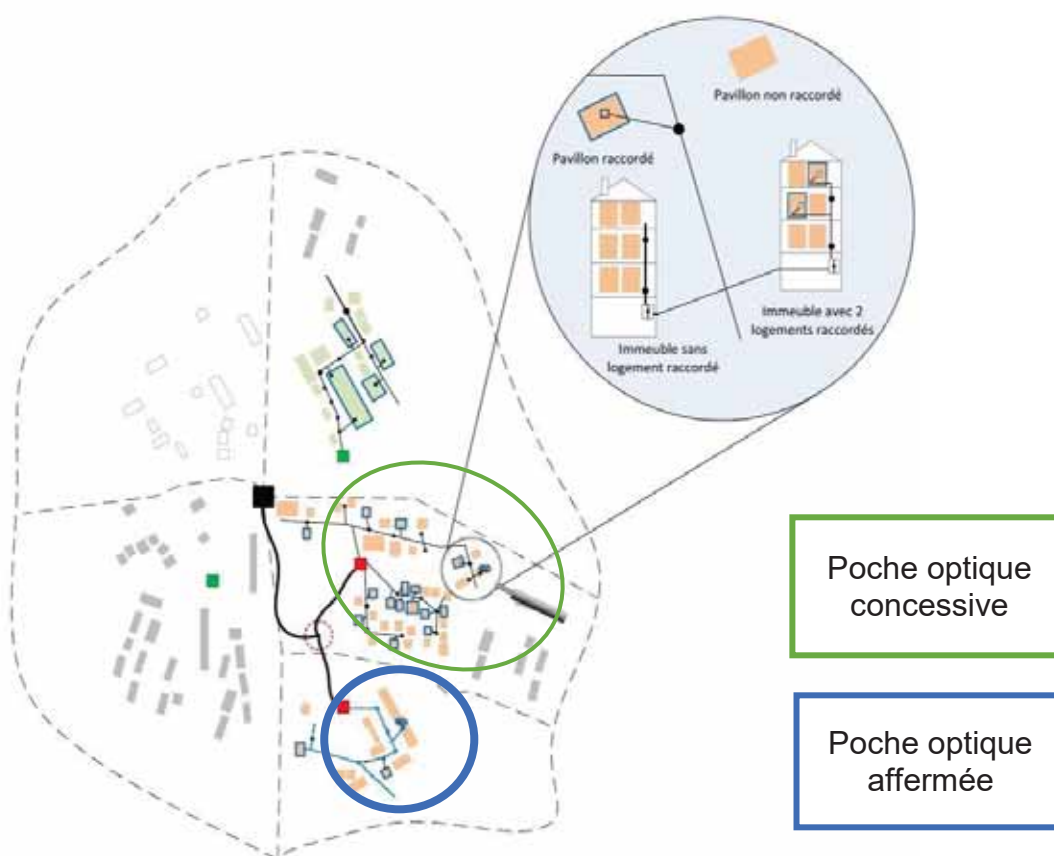 Pavillon non raccordé
Pavillon raccordé
Immeuble avec 2
logements raccordés
Immeuble sans
logement raccordé
Poche optique
concessive
Poche optique
affermée